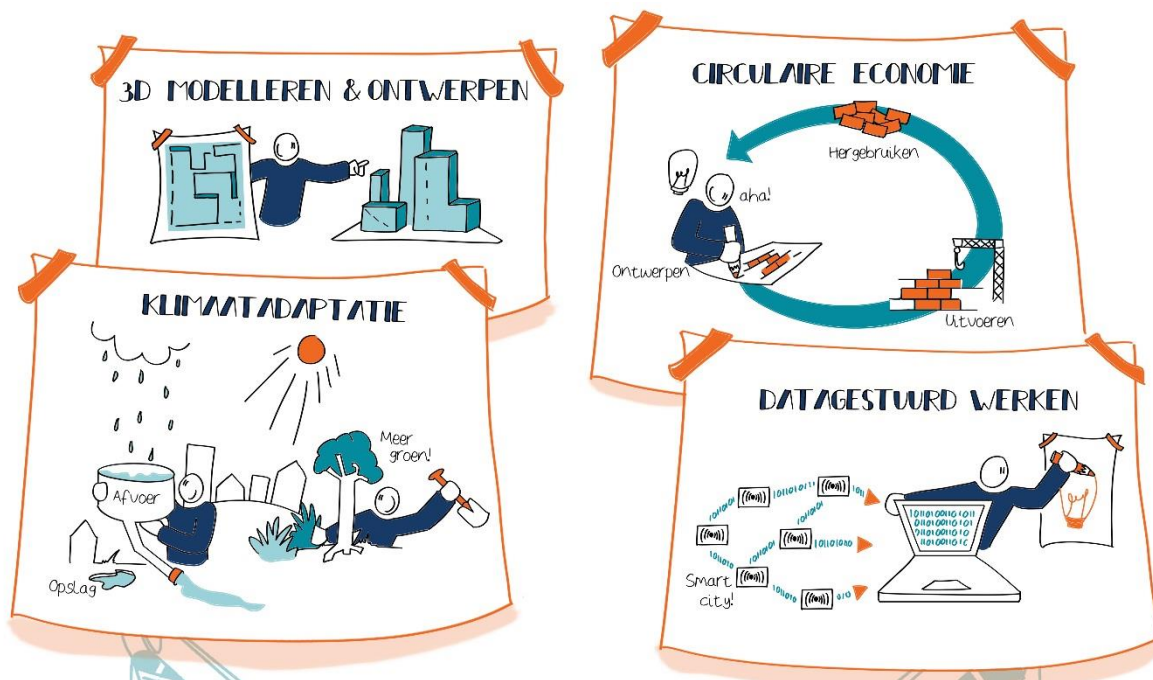 3D MODELLEREN & ONTWERPEN
CIRCULAIRE ECONOMIE
Hergebruiken
aha!
Ontwerpen
Uitvoeren
KLIMAATADAPTATIE
Meer
groen!
Afvoer
Opslag
DATAGESTUURD WERKEN
Smart
city!